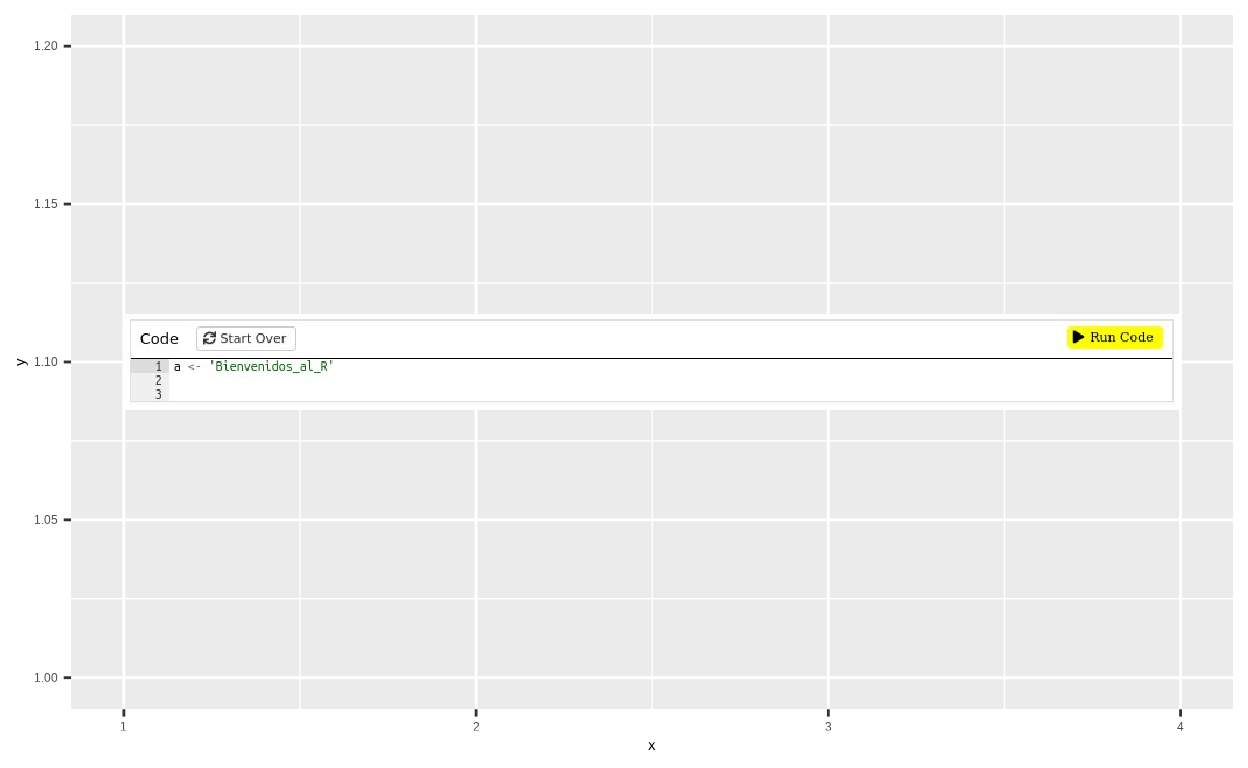 1.20
1.15
Code Start Over Run Code
y 1.10
1 a <- "Bienvenidos_al_R"
2
3
1.05
1.00
1 2 3 4
x